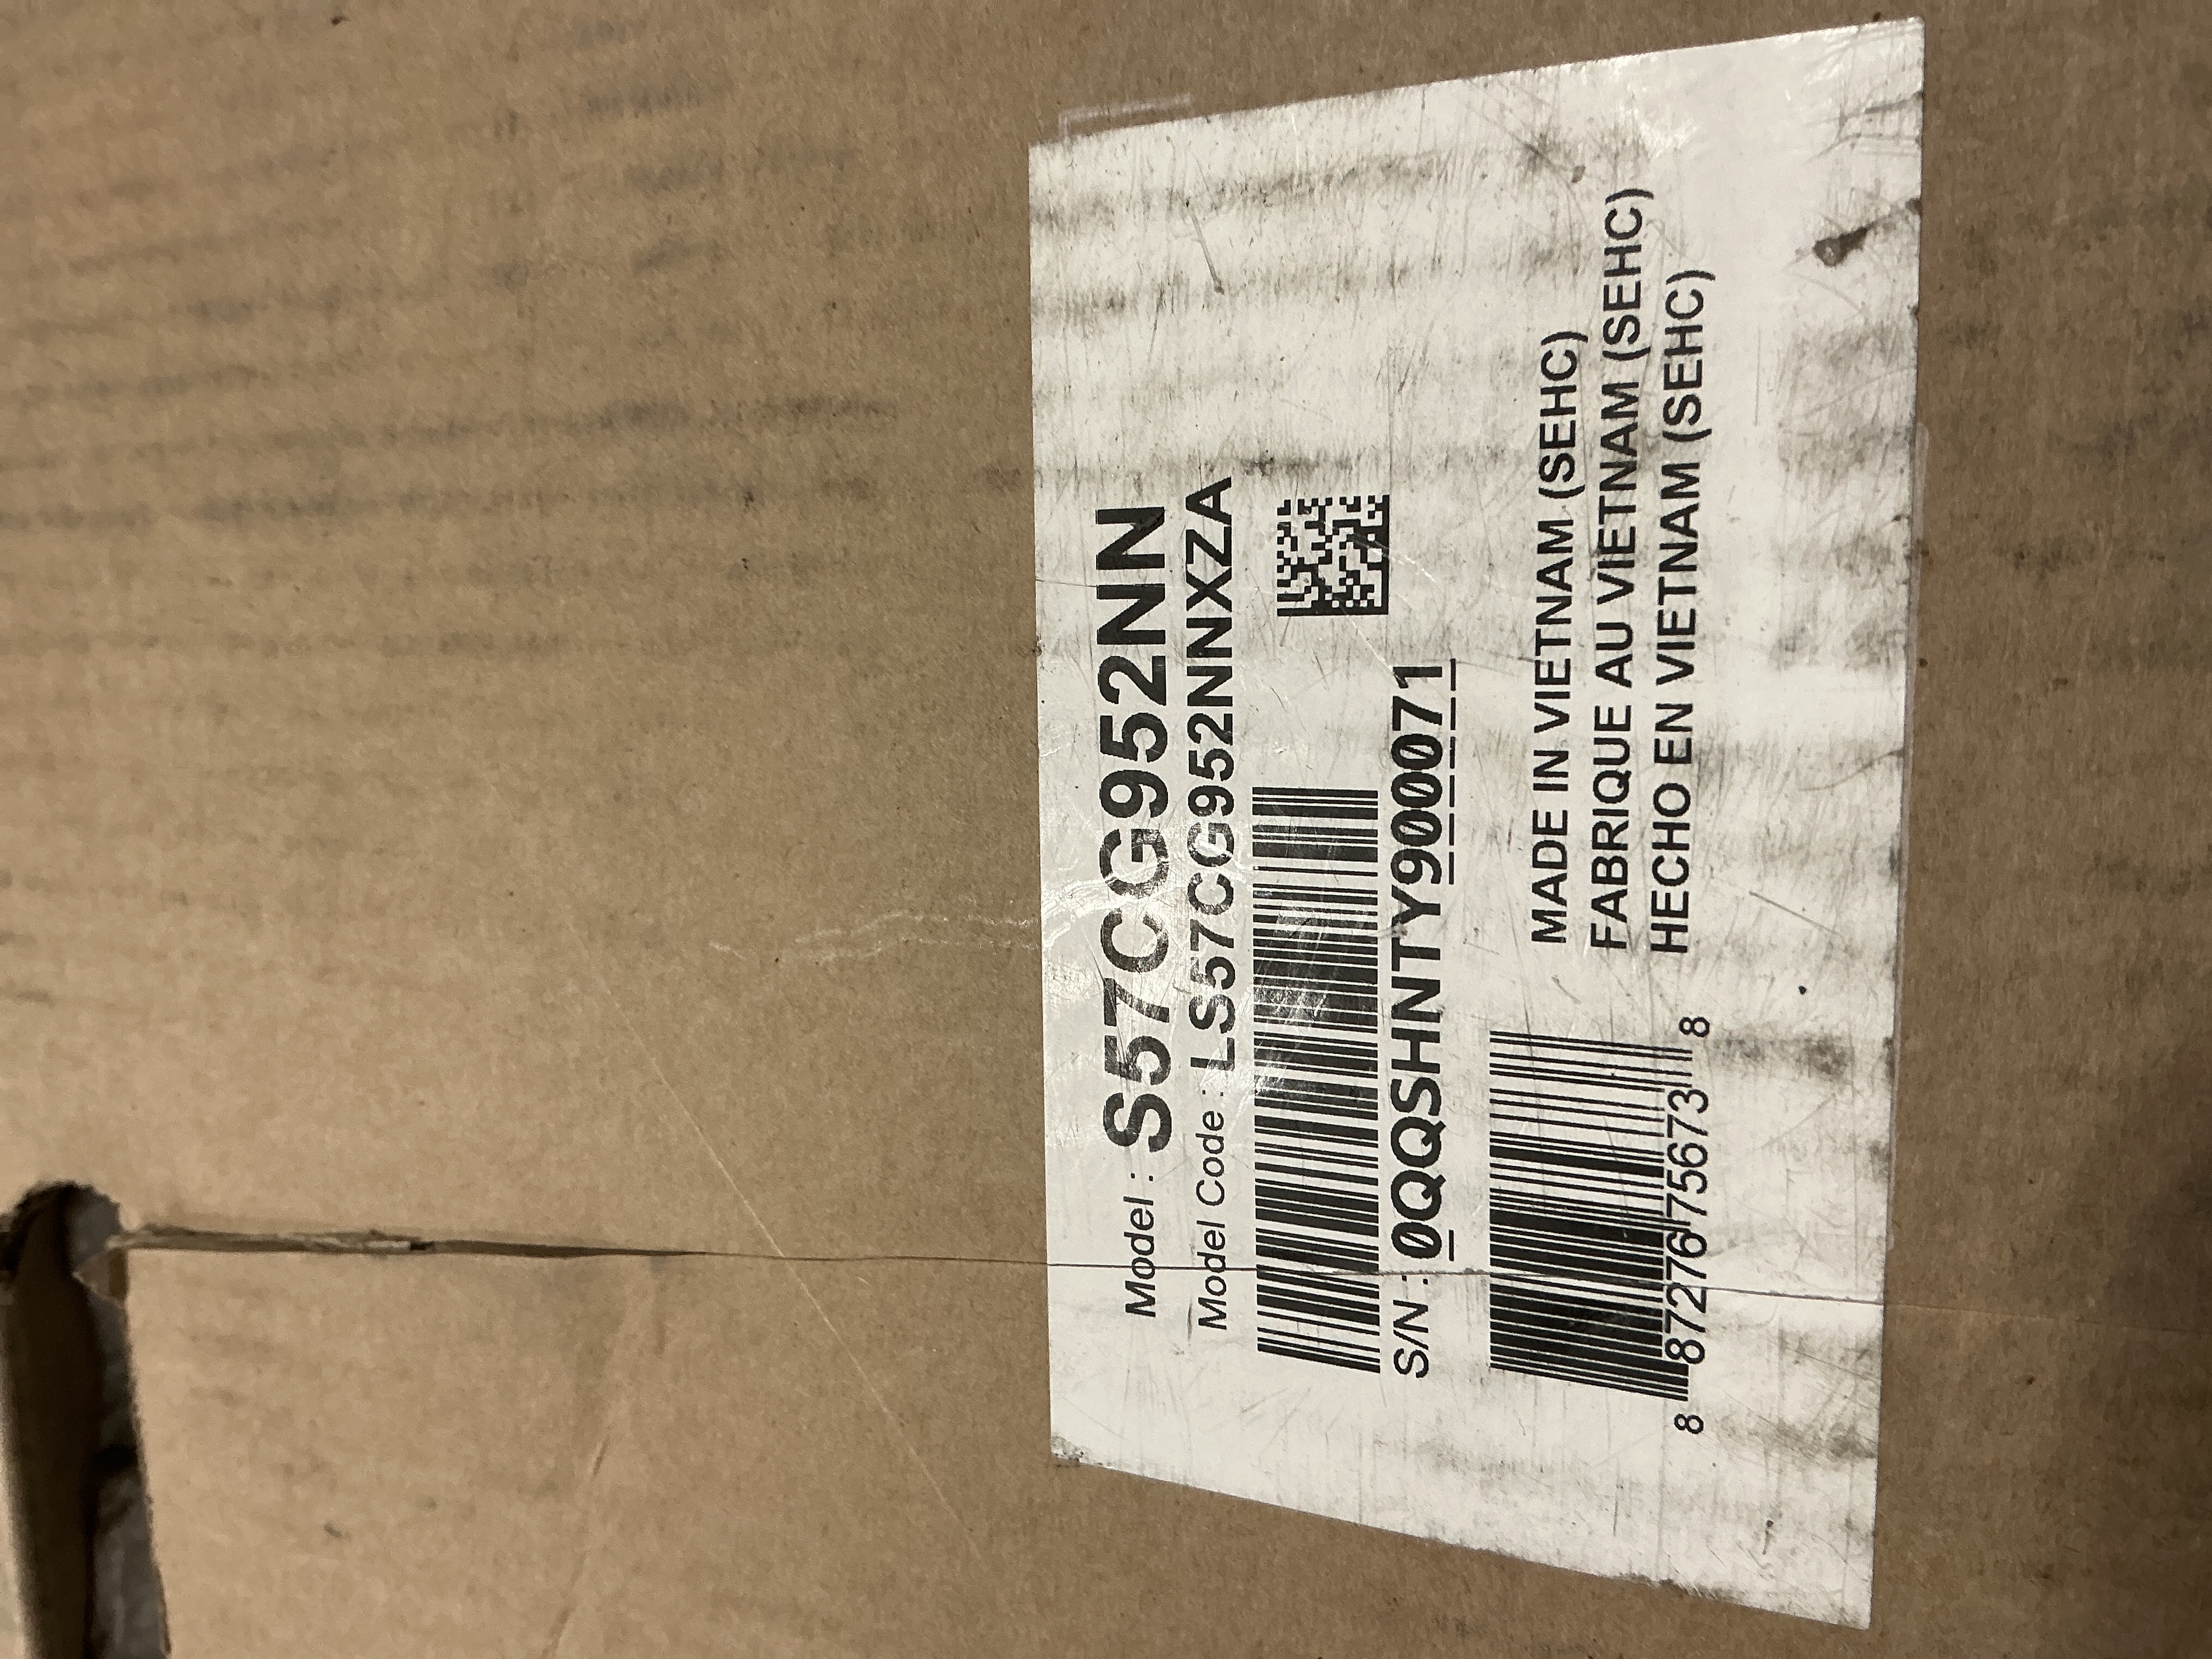 Model : S57CG952NN
Model Code : LS57CG952NNXZA
S/N : 0QQSHNTY900071
MADE IN VIETNAM (SEHC)
FABRIQUE AU VIETNAM (SEHC)
HECHO EN VIETNAM (SEHC)
8 87276 75673 8